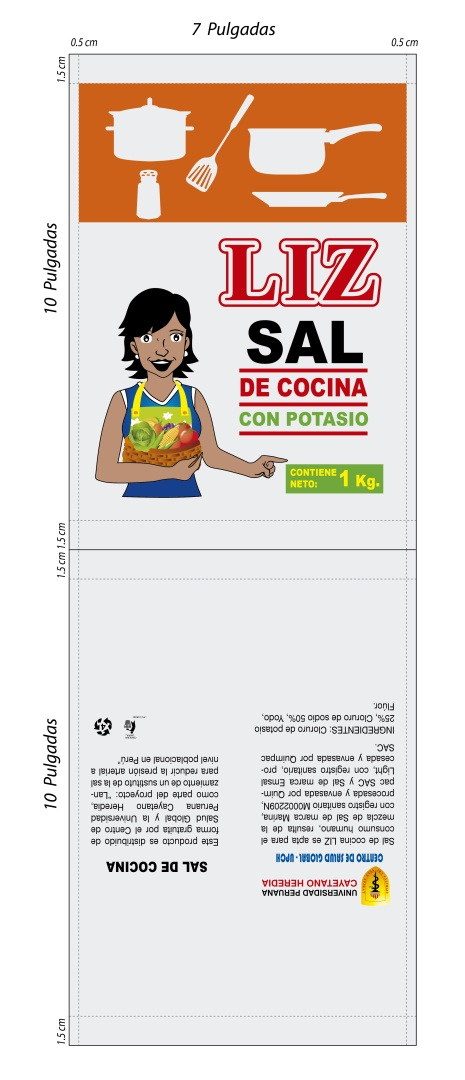 7 Pulgadas
0.5 cm
0.5 cm
1.5 cm
10 Pulgadas
LIZ
SAL
DE COCINA
CON POTASIO
CONTIENE
NETO: 1 Kg.
1.5 cm
1.5 cm
10 Pulgadas
1.5 cm
UNIVERSIDAD PERUANA
CAYETANO HEREDIA
CENTRO DE SALUD GLOBAL - UPCH
Sal de cocina LIZ es apta para el
consumo humano, resulta de la
mezcla de Sal de marca Marina,
con registro sanitario M0002209N,
procesada y envasada por Quim-
pac SAC y Sal de marca Emsal
Light, con registro sanitario, pro-
cesada y envasada por Quimpac
SAC.
INGREDIENTES: Cloruro de potasio
25%, Cloruro de sodio 50%, Yodo,
Flúor.
SAL DE COCINA
Este producto es distribuido de
forma gratuita por el Centro de
Salud Global y la Universidad
Peruana Cayetano Heredia,
como parte del proyecto: "Lan-
zamiento de un sustituto de la sal
para reducir la presión arterial a
nivel poblacional en Perú"
4